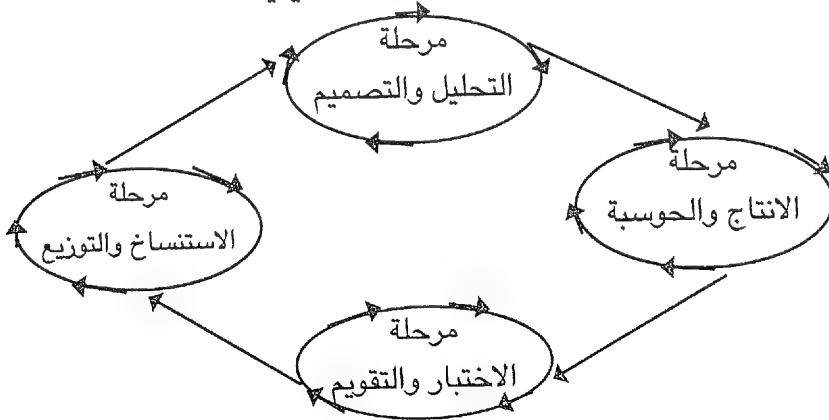 مرحلة
التحليل والتصميم
مرحلة
الانتاج والحوسبة
مرحلة
الاختبار والتقويم
مرحلة
الاستنساخ والتوزيع